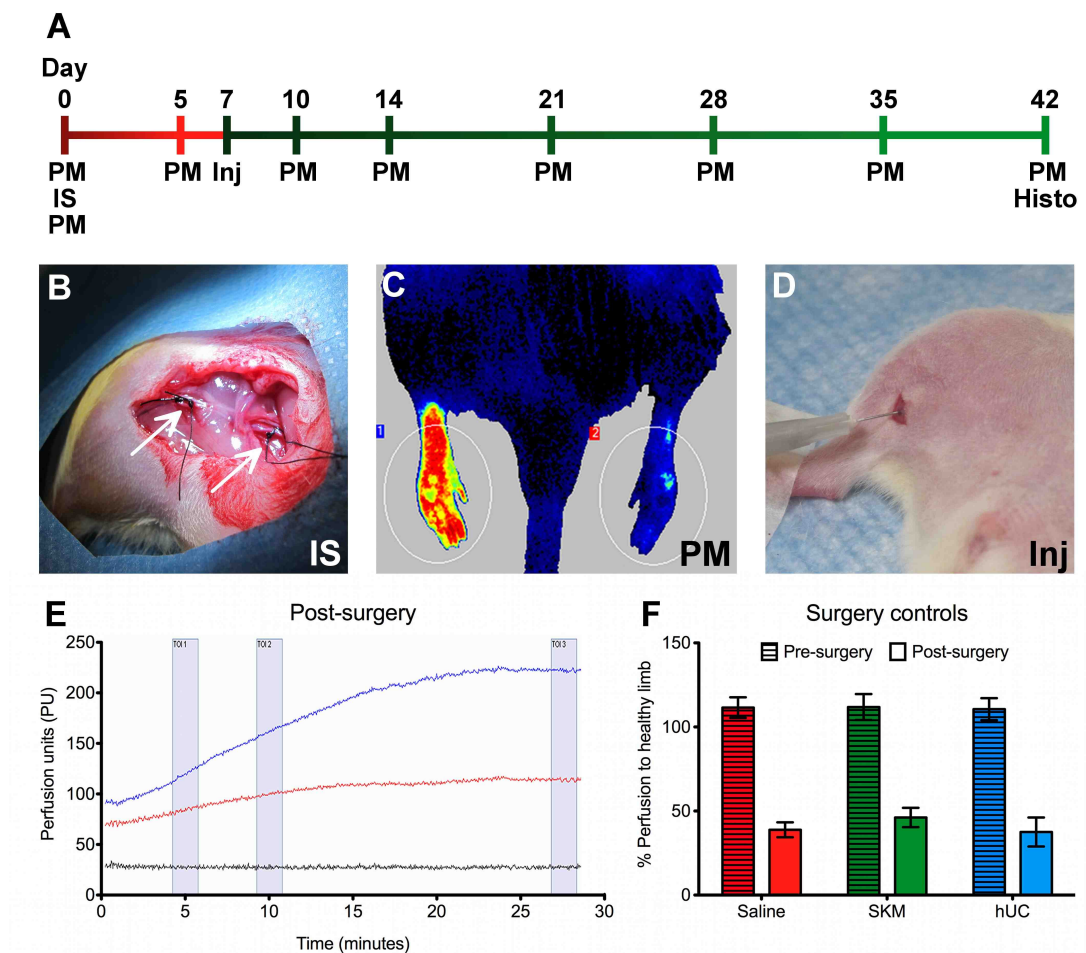 A
Day
0 5 7 10 14 21 28 35 42
PM PM Inj PM PM PM PM PM PM
IS Histo
PM
B
IS
C
1
2
PM
D
Inj
E
Post-surgery
Perfusion units (PU)
250
200
150
100
50
0
TOI 1
TOI 2
TOI 3
0 5 10 15 20 25 30
Time (minutes)
F
Surgery controls
Pre-surgery Post-surgery
% Perfusion to healthy limb
150
100
50
0
Saline SKM hUC